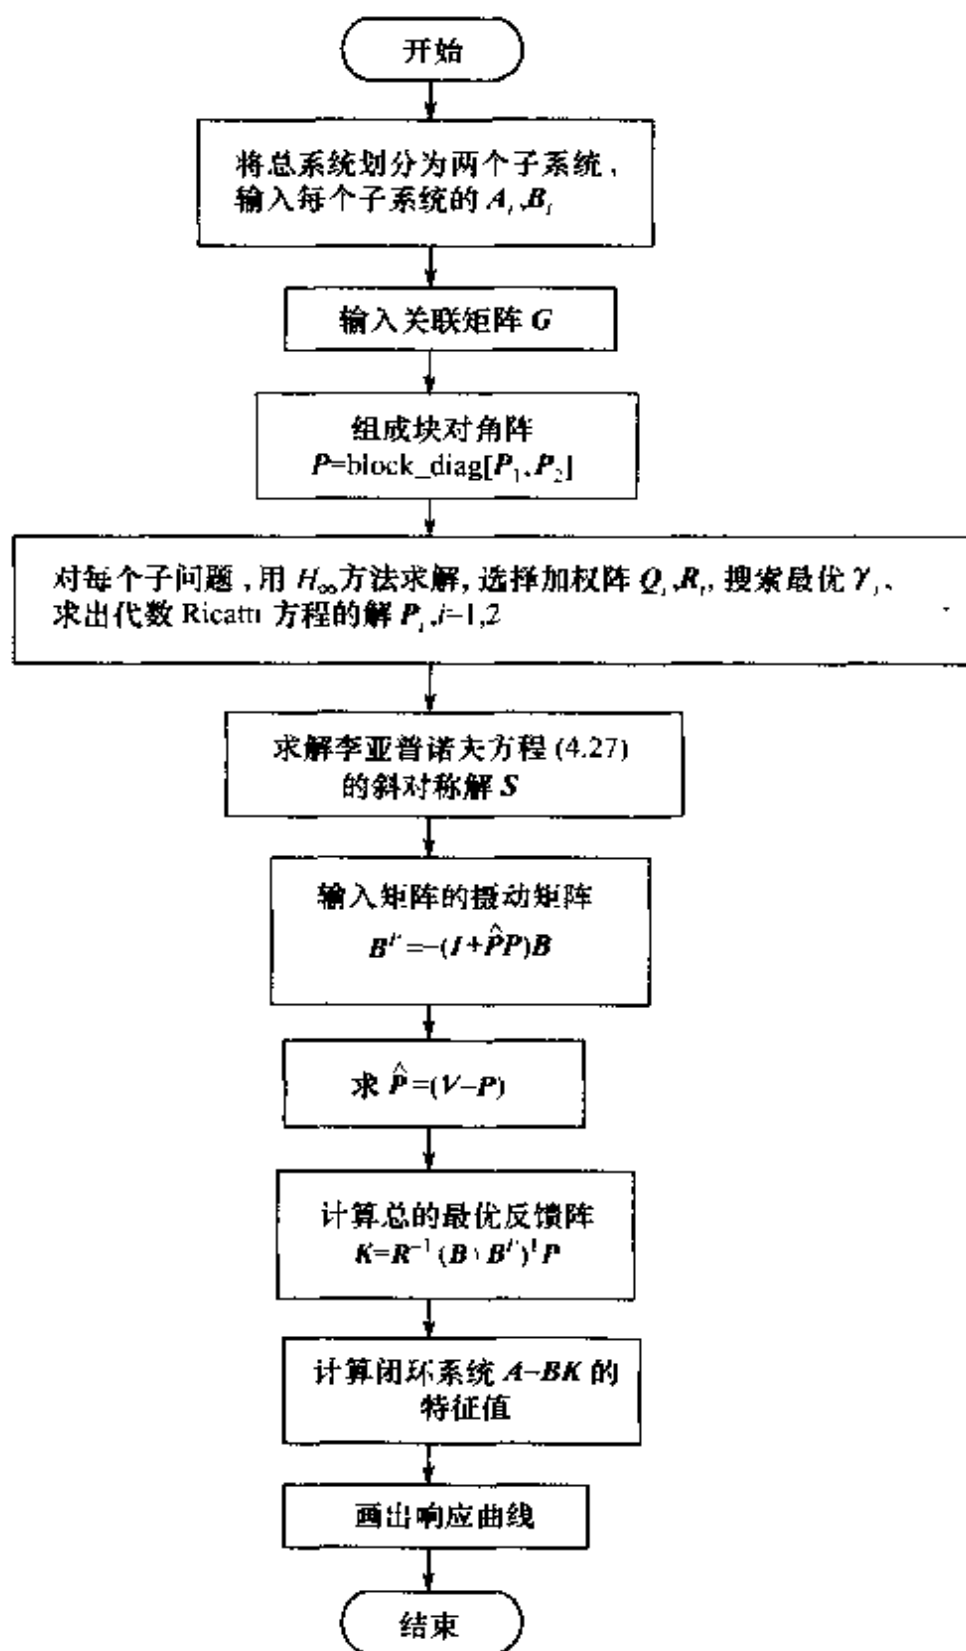 开始
将总系统划分为两个子系统,
输入每个子系统的 A_i,B_i
输入关联矩阵 G
组成块对角阵
P=block_diag[P_1,P_2]
对每个子问题,用 H_∞方法求解,选择加权阵 Q_i,R_i,搜索最优 γ_i、
求出代数 Ricatti 方程的解 P_i,i=1,2
求解李亚普诺夫方程(4.27)
的斜对称解 S
输入矩阵的摄动矩阵
=-(I+P̂P)B
求 P̂=(V-P)
计算总的最优反馈阵
K=R^{-1}
计算闭环系统 A-BK 的
特征值
画出响应曲线
结束